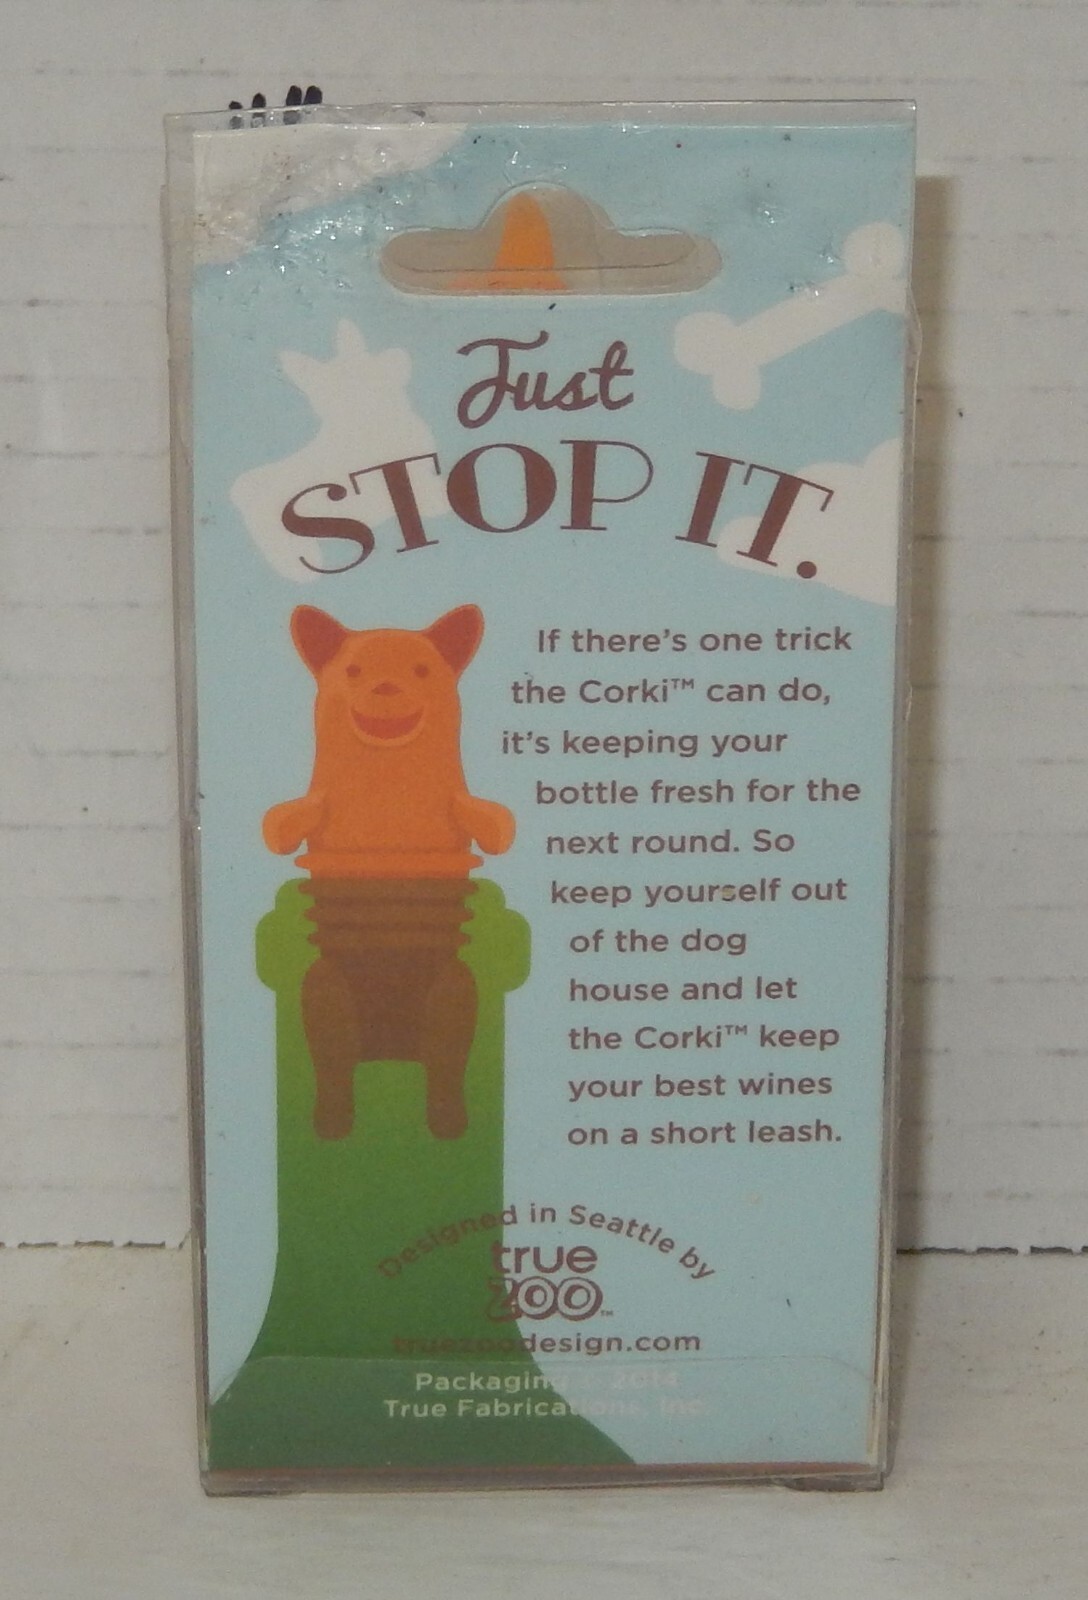 Just
STOP IT.
If there's one trick
the Corki™ can do,
it's keeping your
bottle fresh for the
next round. So
keep yourself out
of the dog
house and let
the Corki™ keep
your best wines
on a short leash.
Designed in Seattle by
true
zoo™
truezoodesign.com
Packaging ©
True Fabrications, Inc.